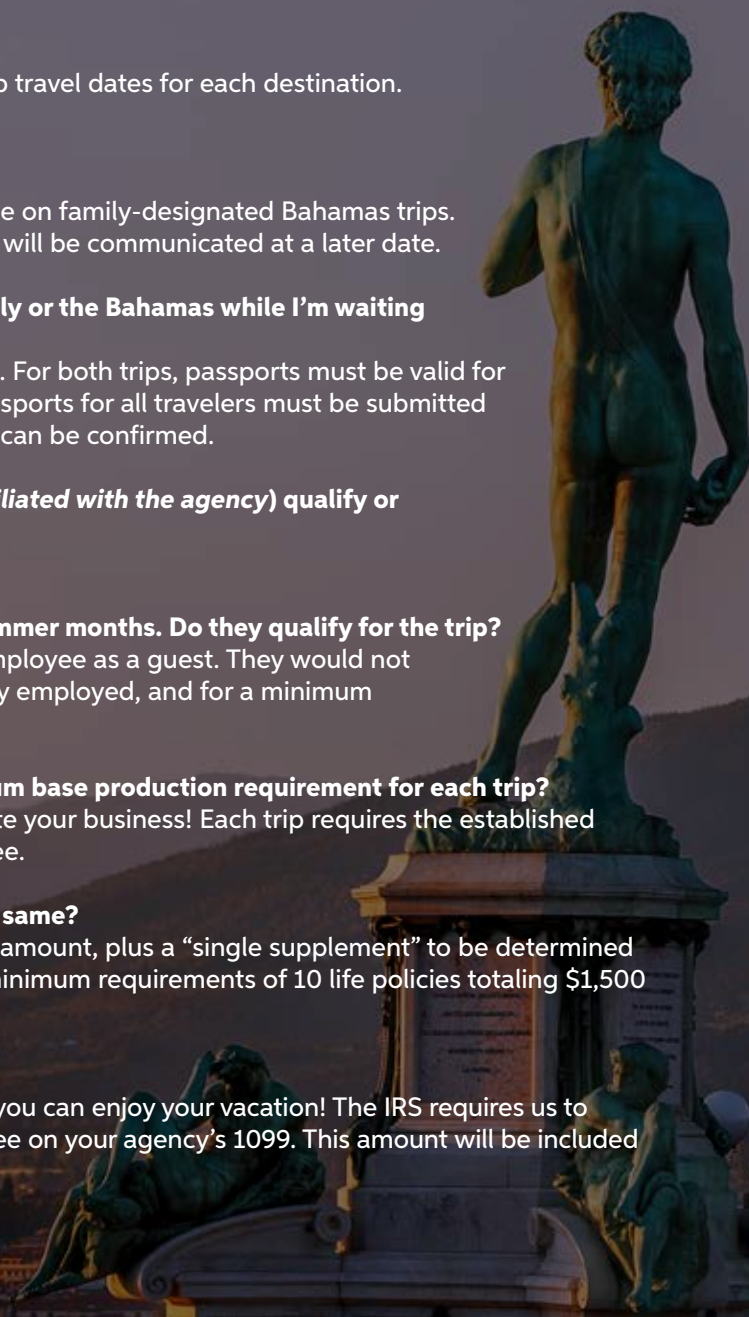 travel dates for each destination.
e on family-designated Bahamas trips.
will be communicated at a later date.
ly or the Bahamas while I’m waiting
. For both trips, passports must be valid for
sports for all travelers must be submitted
can be confirmed.
iliated with the agency) qualify or
mmer months. Do they qualify for the trip?
mployee as a guest. They would not
y employed, and for a minimum
um base production requirement for each trip?
te your business! Each trip requires the established
ee.
same?
amount, plus a “single supplement” to be determined
minimum requirements of 10 life policies totaling $1,500
you can enjoy your vacation! The IRS requires us to
ee on your agency’s 1099. This amount will be included